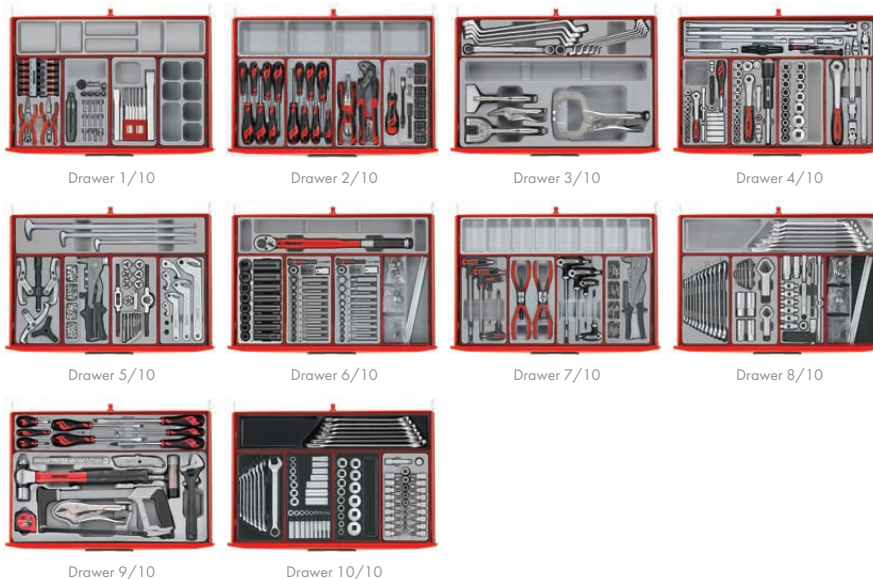 Drawer 1/10
Drawer 2/10
Drawer 3/10
Drawer 4/10
Drawer 5/10
Drawer 6/10
Drawer 7/10
Drawer 8/10
Drawer 9/10
Drawer 10/10